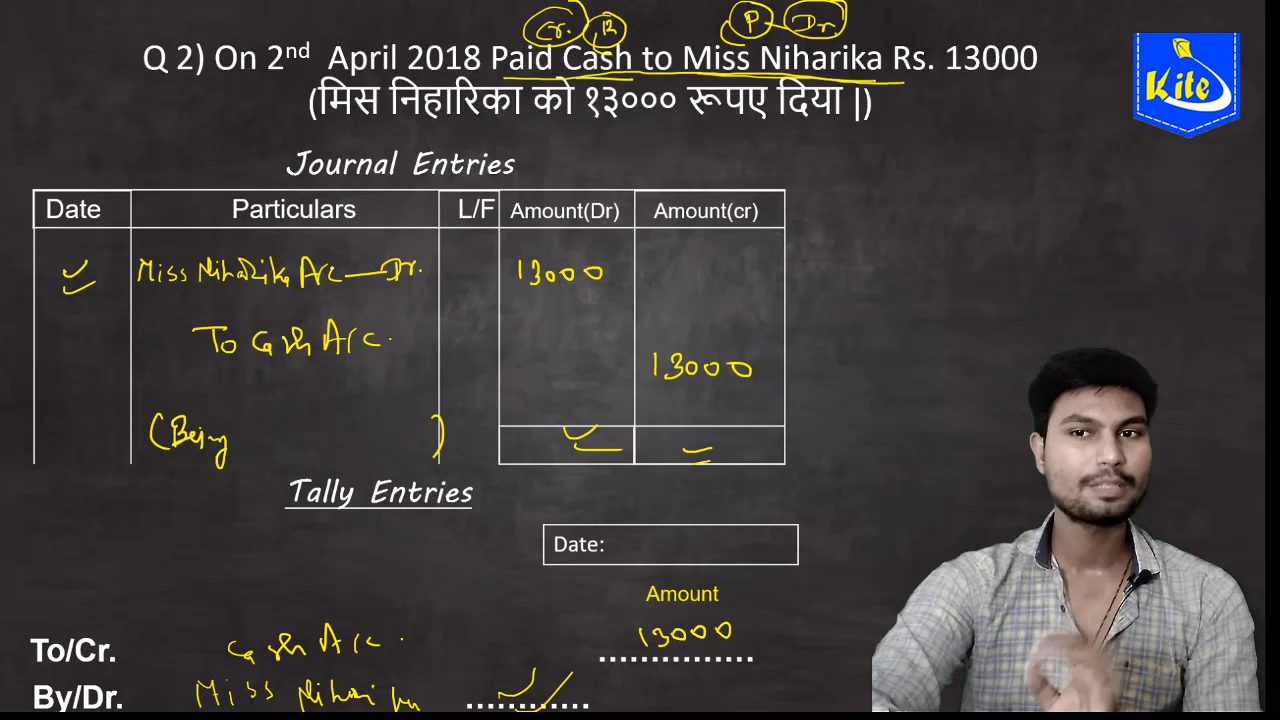 Cr. R P Dr.
Q 2) On 2nd April 2018 Paid Cash to Miss Niharika Rs. 13000
(मिस निहारिका को १३००० रूपए दिया |)
Kite
Journal Entries
Date Particulars L/F Amount(Dr) Amount(cr)
Miss Niharika A/c — Dr. 13000
To Cash A/c.
13000
(Being )
Tally Entries
Date:
Amount
To/Cr. Cash A/c. 13000
By/Dr. Miss Niharika